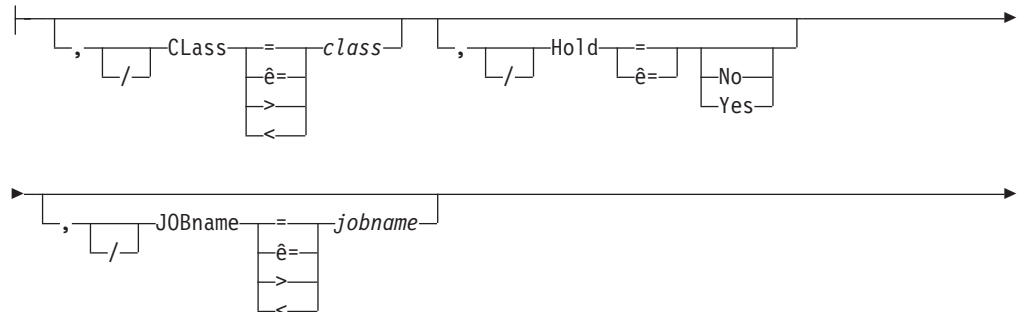 , / CLass = class , / Hold = No
ê= ê= Yes
>
<
, / JOBname = jobname
ê=
>
<